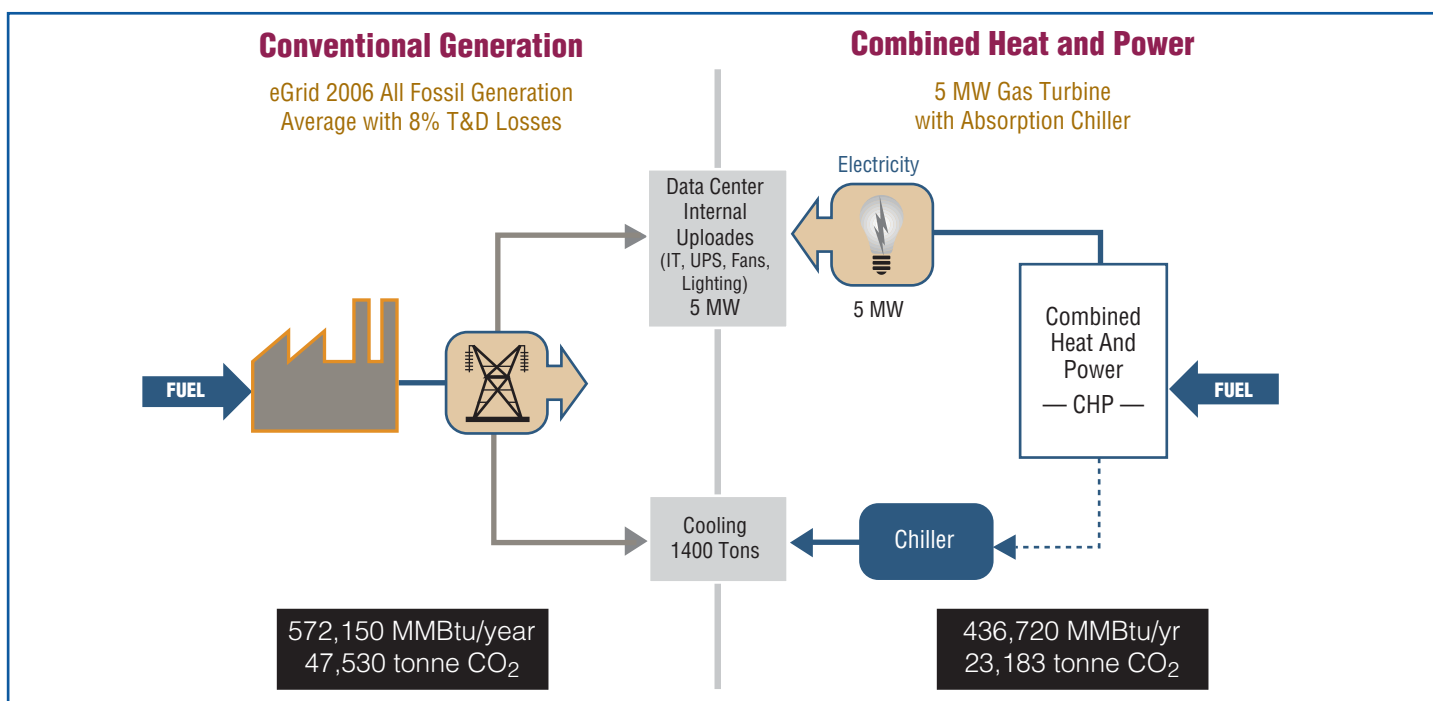 Conventional Generation
eGrid 2006 All Fossil Generation
Average with 8% T&D Losses
Combined Heat and Power
5 MW Gas Turbine
with Absorption Chiller
FUEL
Data Center
Internal
Uploades
(IT, UPS, Fans,
Lighting)
5 MW
Electricity
5 MW
Combined
Heat And
Power
— CHP —
FUEL
Cooling
1400 Tons
Chiller
572,150 MMBtu/year
47,530 tonne CO₂
436,720 MMBtu/yr
23,183 tonne CO₂